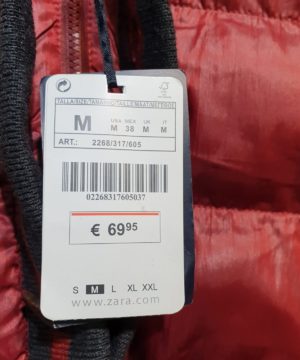 M
USA MEX UK IT
M 38 M M
ART.: 2268/317/605
02268317605037
€ 69.95
S M L XL XXL
www.zara.com